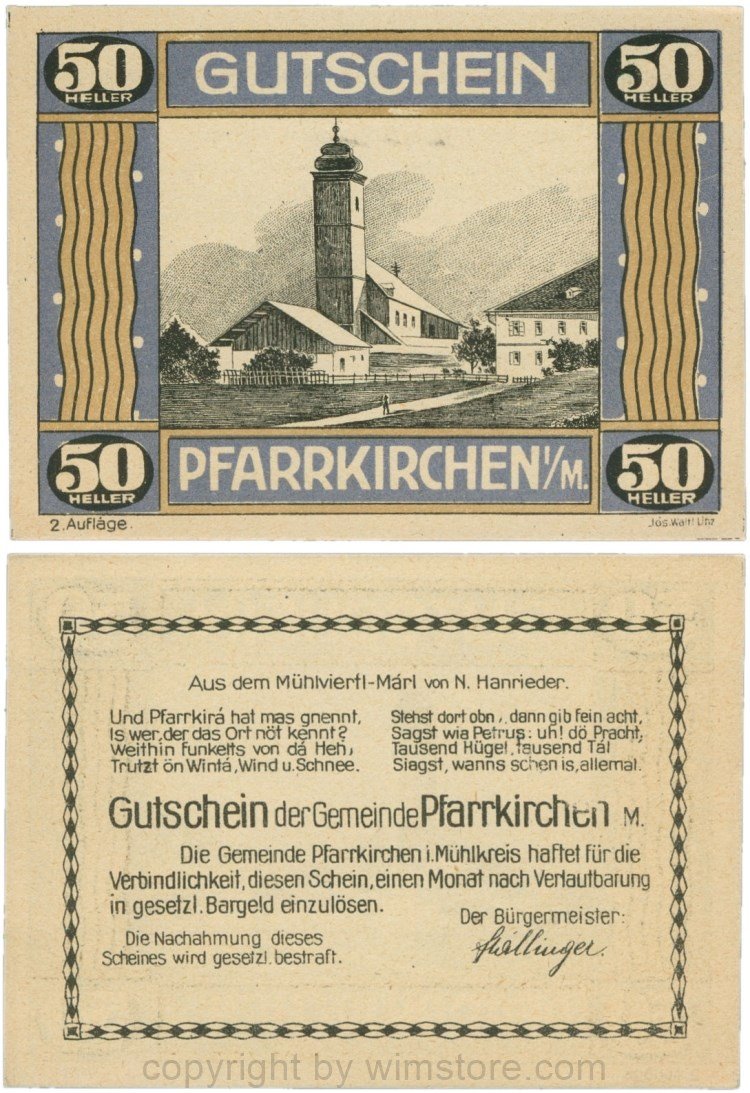 50 HELLER
GUTSCHEIN
50 HELLER
50 HELLER
PFARRKIRCHEN I/M.
50 HELLER
2. Auflage.
Jos. Waltl Linz
Aus dem Mühlviertl-Márl von N. Hanrieder.
Und Pfarrkirá hat mas gnennt,
Is wer, der das Ort nöt kennt?
Weithin funkelts von dá Heh,
Trutzt ön Wintá, Wind u. Schnee.
Stehst dort obn, dann gib fein acht,
Sagst wia Petrus: uh! dö Pracht,
Tausend Hügel, tausend Tál
Siagst, wanns schen is, allemal.
Gutschein der Gemeinde Pfarrkirchen M.
Die Gemeinde Pfarrkirchen i. Mühlkreis haftet für die
Verbindlichkeit, diesen Schein, einen Monat nach Verlautbarung
in gesetzl. Bargeld einzulösen.
Der Bürgermeister:
Die Nachahmung dieses
Scheines wird gesetzl. bestraft.
copyright by wimstore.com